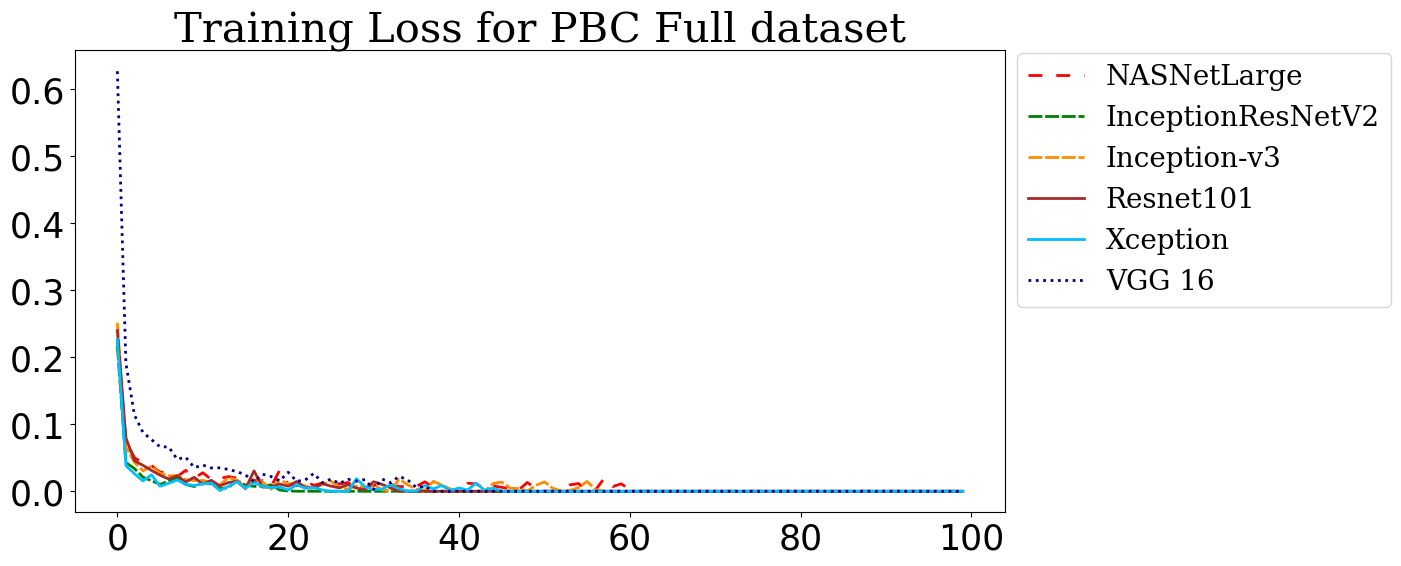 Training Loss for PBC Full dataset
0.6
0.5
0.4
0.3
0.2
0.1
0.0
0 20 40 60 80 100
NASNetLarge
InceptionResNetV2
Inception-v3
Resnet101
Xception
VGG 16